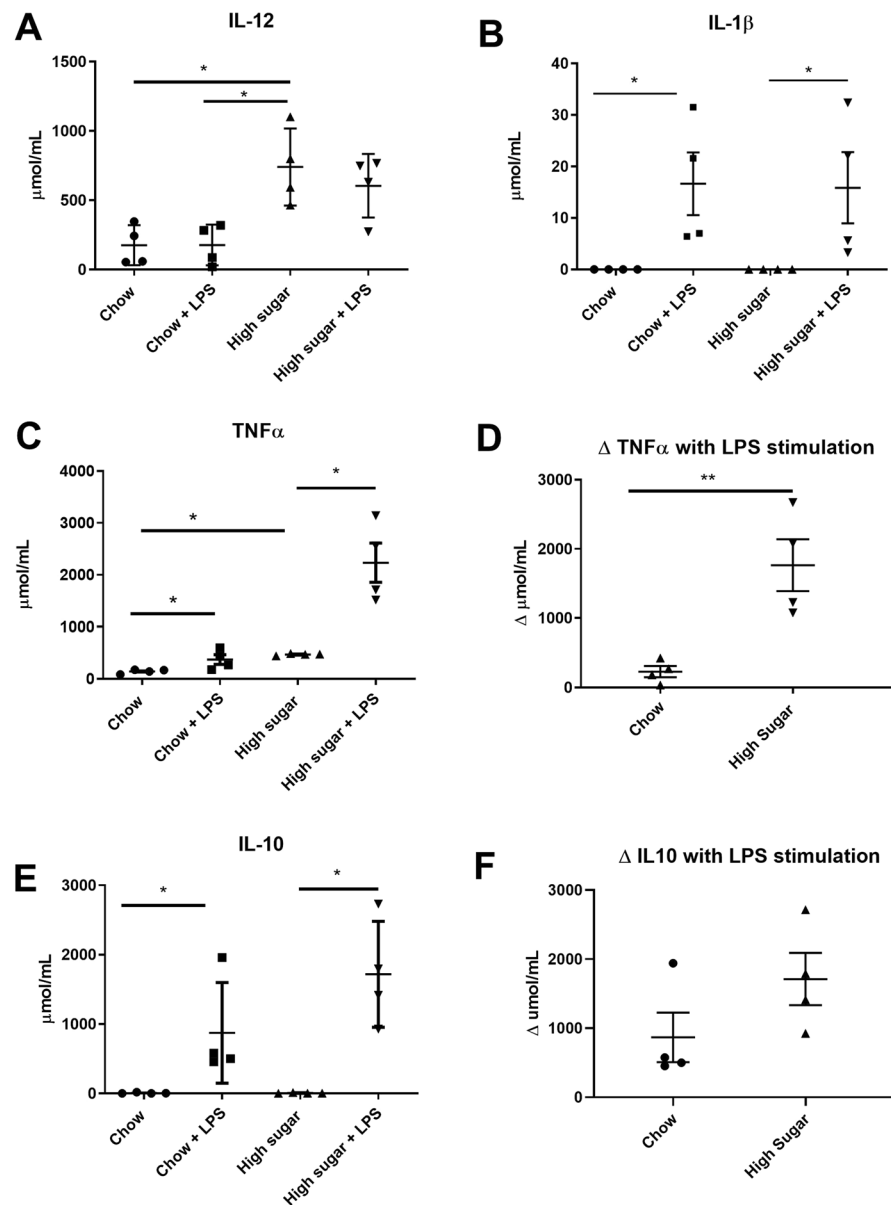 A
IL-12
μmol/mL
1500
1000
500
0
*
*
Chow
Chow + LPS
High sugar
High sugar + LPS
B
IL-1β
μmol/mL
40
30
20
10
0
*
*
Chow
Chow + LPS
High sugar
High sugar + LPS
C
TNFα
μmol/mL
4000
3000
2000
1000
0
*
*
*
Chow
Chow + LPS
High sugar
High sugar + LPS
D
Δ TNFα with LPS stimulation
Δ μmol/mL
3000
2000
1000
0
**
Chow
High Sugar
E
IL-10
μmol/mL
3000
2000
1000
0
*
*
Chow
Chow + LPS
High sugar
High sugar + LPS
F
Δ IL10 with LPS stimulation
Δ umol/mL
3000
2000
1000
0
Chow
High Sugar